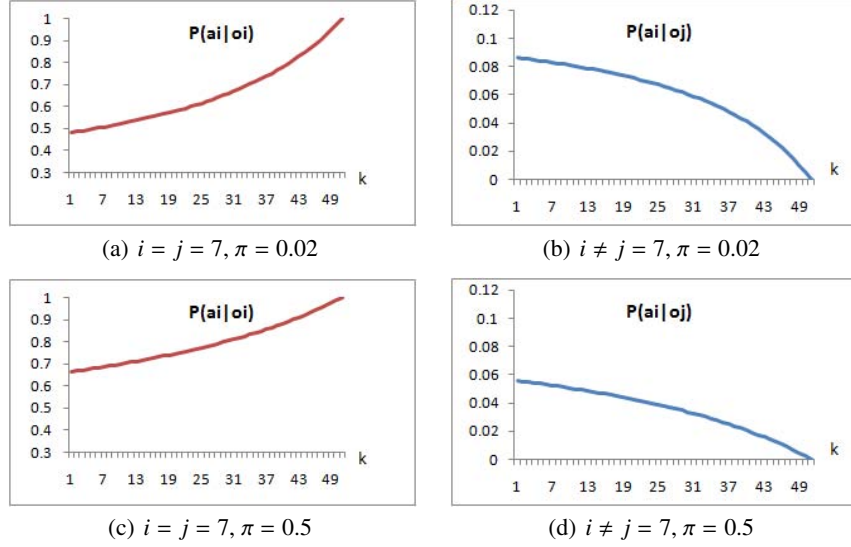 P(ai|oi)
1
0.9
0.8
0.7
0.6
0.5
0.4
0.3
1 7 13 19 25 31 37 43 49
k
(a) i = j = 7, π = 0.02
P(ai|oj)
0.12
0.1
0.08
0.06
0.04
0.02
0
1 7 13 19 25 31 37 43 49
k
(b) i ≠ j = 7, π = 0.02
P(ai|oi)
1
0.9
0.8
0.7
0.6
0.5
0.4
0.3
1 7 13 19 25 31 37 43 49
k
(c) i = j = 7, π = 0.5
P(ai|oj)
0.12
0.1
0.08
0.06
0.04
0.02
0
1 7 13 19 25 31 37 43 49
k
(d) i ≠ j = 7, π = 0.5